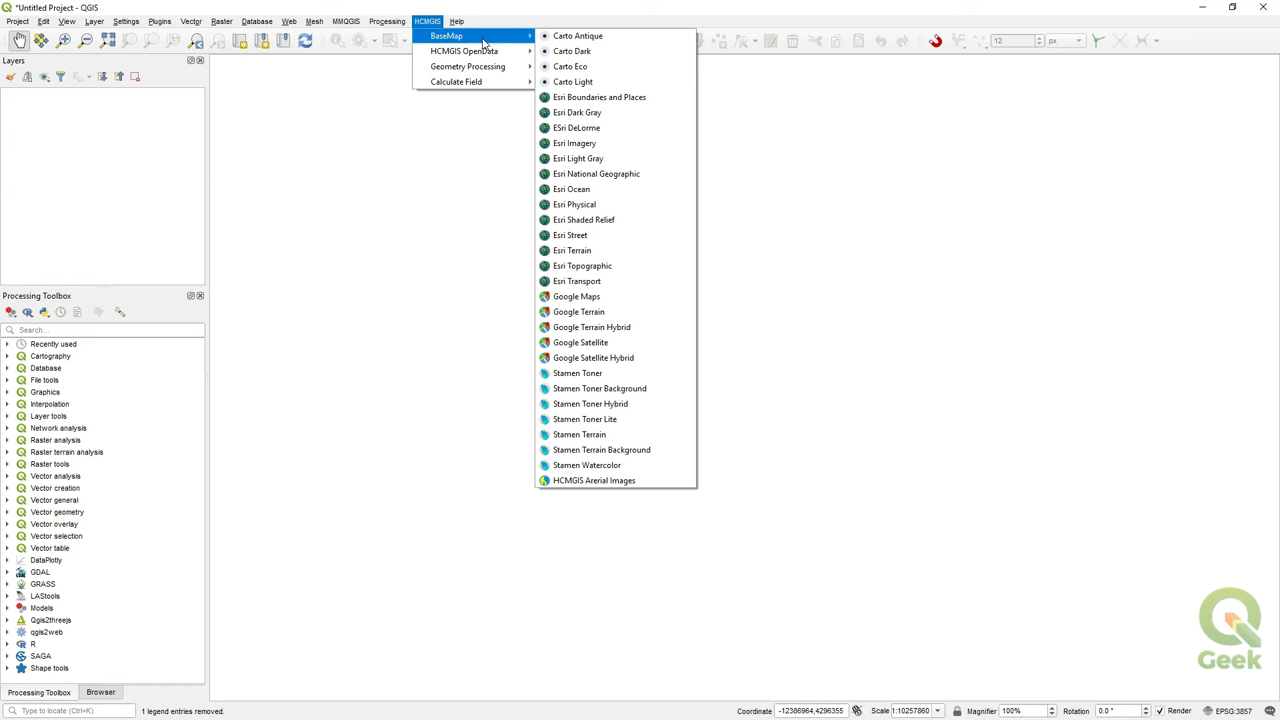 *Untitled Project - QGIS
Project Edit View Layer Settings Plugins Vector Raster Database Web Mesh MMQGIS Processing HCMGIS Help
12 px
BaseMap
HCMGIS OpenData
Geometry Processing
Calculate Field
Carto Antique
Carto Dark
Carto Eco
Carto Light
Esri Boundaries and Places
Esri Dark Gray
ESri DeLorme
Esri Imagery
Esri Light Gray
Esri National Geographic
Esri Ocean
Esri Physical
Esri Shaded Relief
Esri Street
Esri Terrain
Esri Topographic
Esri Transport
Google Maps
Google Terrain
Google Terrain Hybrid
Google Satellite
Google Satellite Hybrid
Stamen Toner
Stamen Toner Background
Stamen Toner Hybrid
Stamen Toner Lite
Stamen Terrain
Stamen Terrain Background
Stamen Watercolor
HCMGIS Arerial Images
Layers
Processing Toolbox
Search...
Recently used
Cartography
Database
File tools
Graphics
Interpolation
Layer tools
Network analysis
Raster analysis
Raster terrain analysis
Raster tools
Vector analysis
Vector creation
Vector general
Vector geometry
Vector overlay
Vector selection
Vector table
DataPlotly
GDAL
GRASS
LAStools
Models
Qgis2threejs
qgis2web
R
SAGA
Shape tools
Geek
Processing Toolbox Browser
Type to locate (Ctrl+K) 1 legend entries removed. Coordinate -12386964,4296355 Scale 1:10257860 Magnifier 100% Rotation 0.0 ° Render EPSG:3857